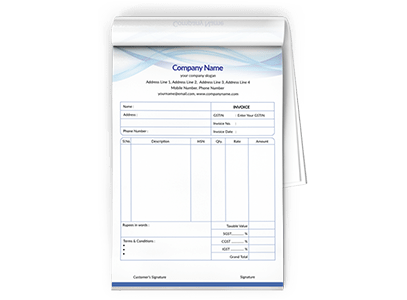 Company Name
your company slogan
Address Line 1, Address Line 2, Address Line 3, Address Line 4
Mobile Number, Phone Number
yourname@email.com, www.companyname.com
Name : INVOICE
Address : GSTIN : Enter Your GSTIN
Invoice No. :
Phone Number : Invoice Date :
S.No Description HSN Qty Rate Amount
Rupees in words : Taxable Value
SGST............ %
Terms & Conditions : CGST ............ %
IGST ............ %
Grand Total
Customer's Signature Signature